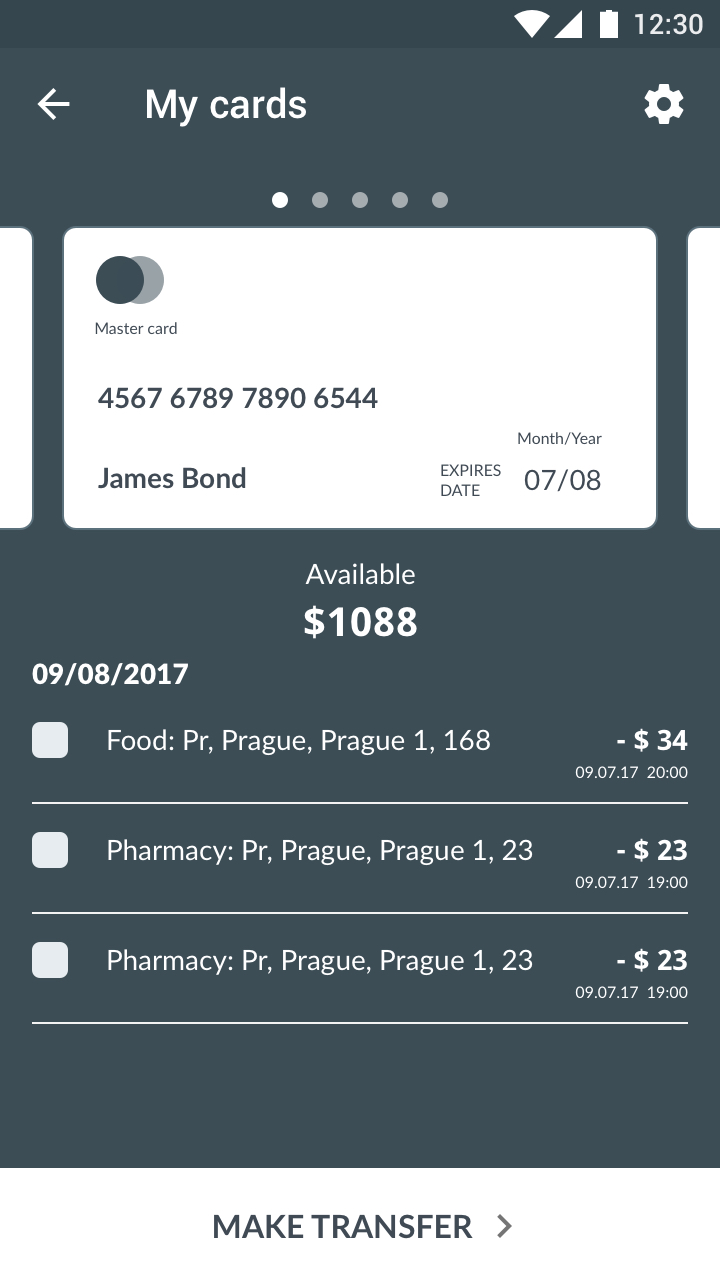 12:30
My cards
Master card
4567 6789 7890 6544
Month/Year
James Bond
EXPIRES
DATE
07/08
Available
$1088
09/08/2017
Food: Pr, Prague, Prague 1, 168
- $ 34
09.07.17 20:00
Pharmacy: Pr, Prague, Prague 1, 23
- $ 23
09.07.17 19:00
Pharmacy: Pr, Prague, Prague 1, 23
- $ 23
09.07.17 19:00
MAKE TRANSFER